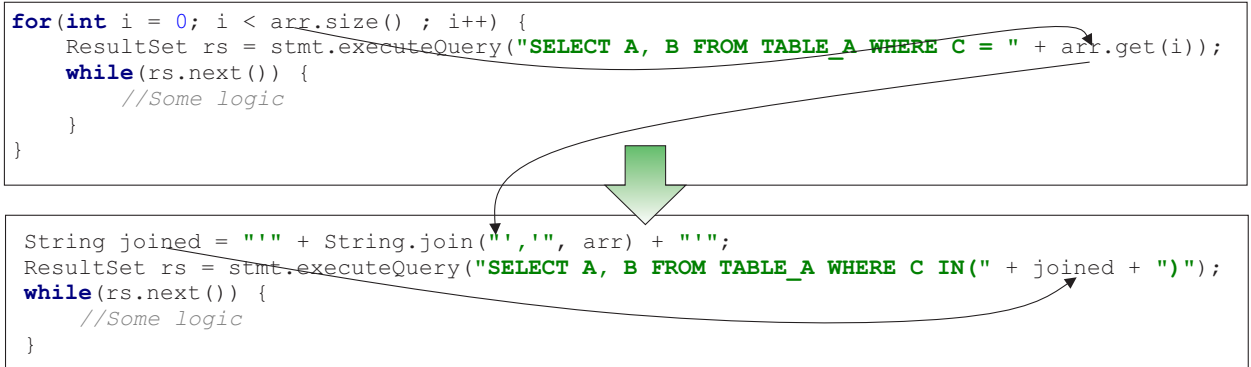 for(int i = 0; i < arr.size() ; i++) {
    ResultSet rs = stmt.executeQuery("SELECT A, B FROM TABLE_A WHERE C = " + arr.get(i));
    while(rs.next()) {
        //Some logic
    }
}
String joined = "'" + String.join("','", arr) + "'";
ResultSet rs = stmt.executeQuery("SELECT A, B FROM TABLE_A WHERE C IN(" + joined + ")");
while(rs.next()) {
    //Some logic
}